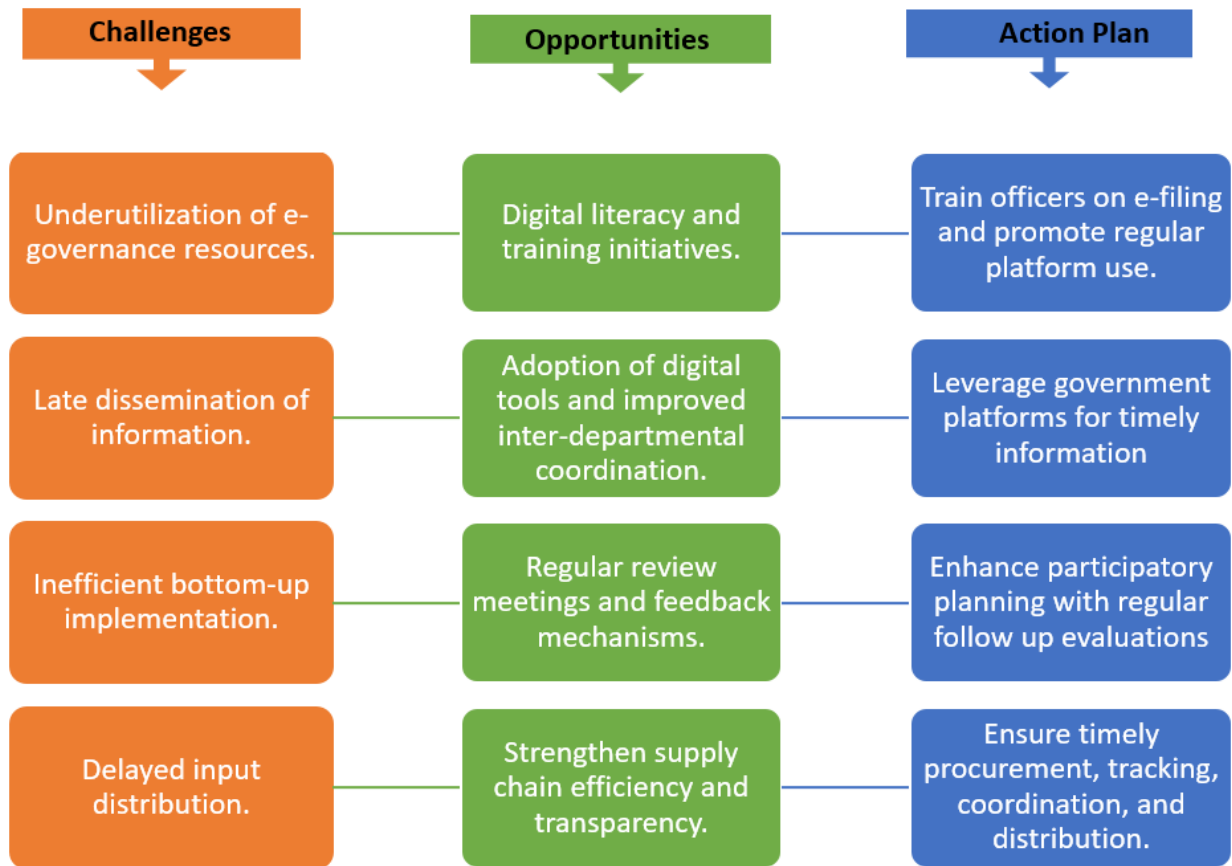 Challenges
Opportunities
Action Plan
Underutilization of e-
governance resources.
Digital literacy and
training initiatives.
Train officers on e-filing
and promote regular
platform use.
Late dissemination of
information.
Adoption of digital
tools and improved
inter-departmental
coordination.
Leverage government
platforms for timely
information
Inefficient bottom-up
implementation.
Regular review
meetings and feedback
mechanisms.
Enhance participatory
planning with regular
follow up evaluations
Delayed input
distribution.
Strengthen supply
chain efficiency and
transparency.
Ensure timely
procurement, tracking,
coordination, and
distribution.